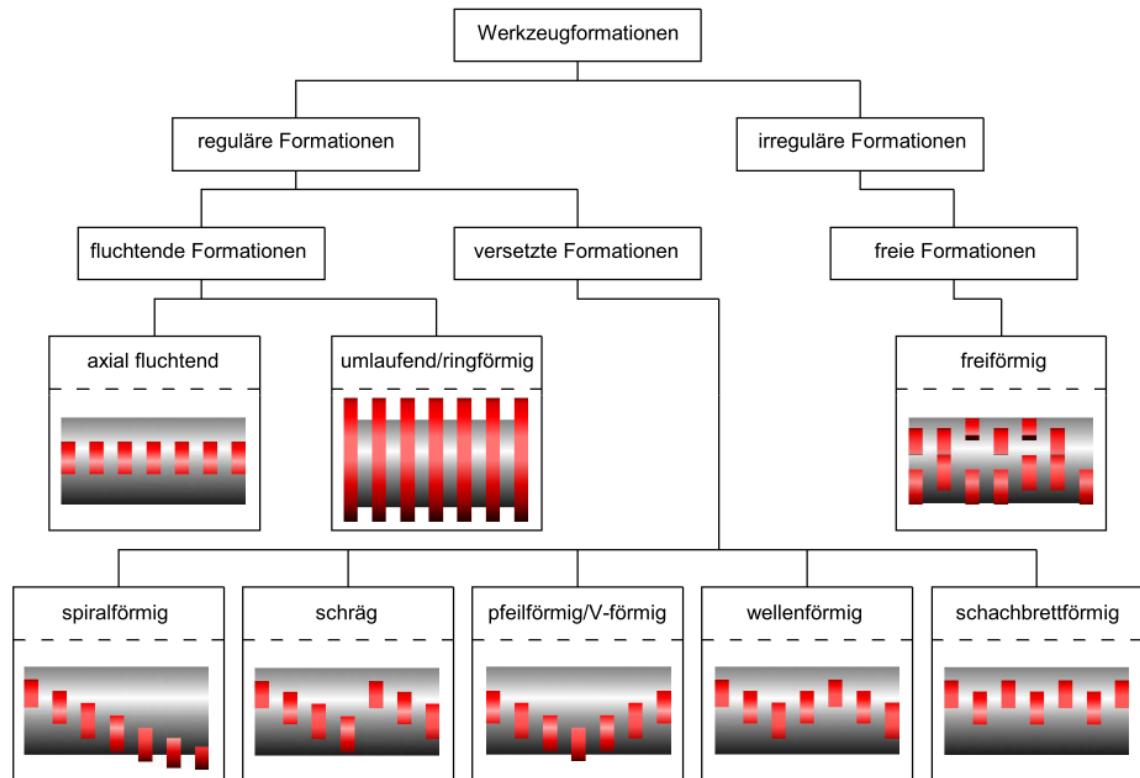 Werkzeugformationen
reguläre Formationen
irreguläre Formationen
fluchtende Formationen
versetzte Formationen
freie Formationen
axial fluchtend
umlaufend/ringförmig
freiförmig
spiralförmig
schräg
pfeilförmig/V-förmig
wellenförmig
schachbrettförmig